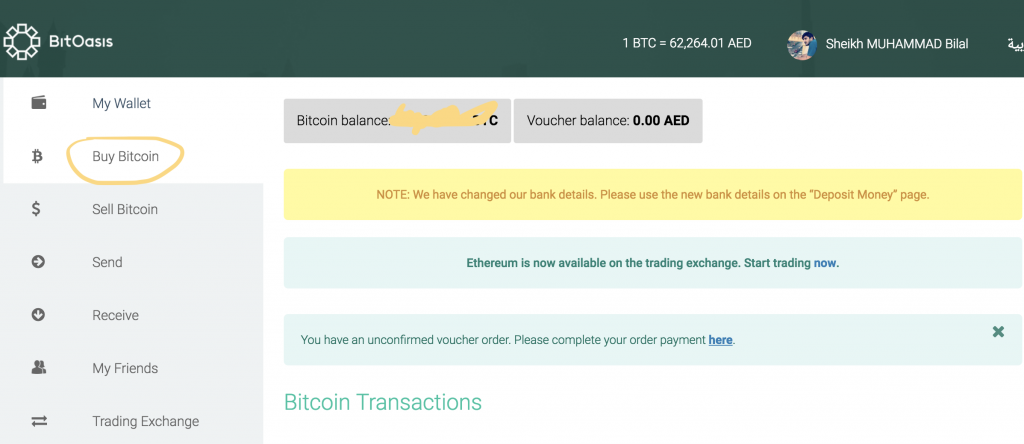 BitOasis
1 BTC = 62,264.01 AED
Sheikh MUHAMMAD Bilal
My Wallet
Buy Bitcoin
Sell Bitcoin
Send
Receive
My Friends
Trading Exchange
Bitcoin balance:
Voucher balance: 0.00 AED
NOTE: We have changed our bank details. Please use the new bank details on the “Deposit Money” page.
Ethereum is now available on the trading exchange. Start trading now.
You have an unconfirmed voucher order. Please complete your order payment here.
Bitcoin Transactions